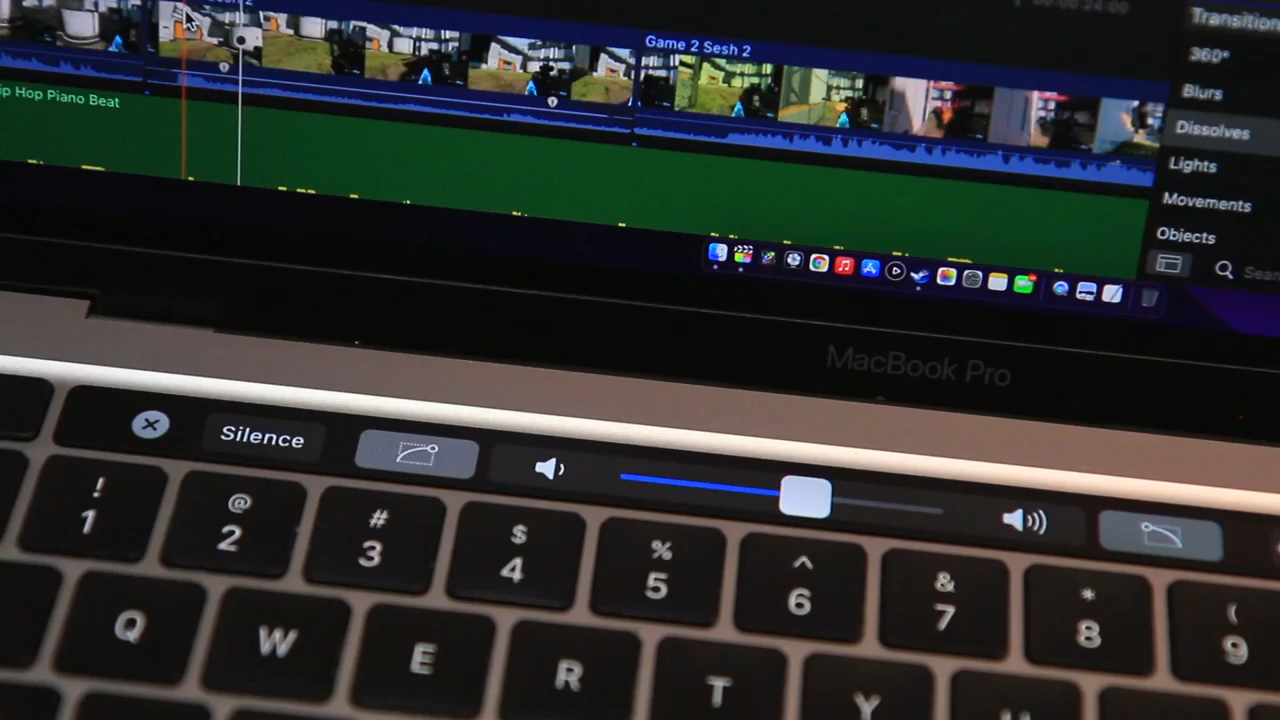 Transition
360°
Game 2 Sesh 2
Blurs
ip Hop Piano Beat
Dissolves
Lights
Movements
Objects
MacBook Pro
Silence
! @ # $ % ^ & * (
1 2 3 4 5 6 7 8 9
Q W E R T Y